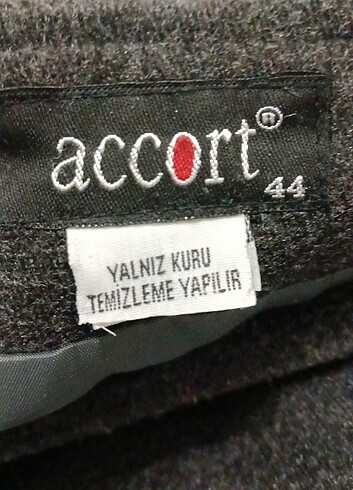 accort®
44
YALNIZ KURU
TEMİZLEME YAPILIR